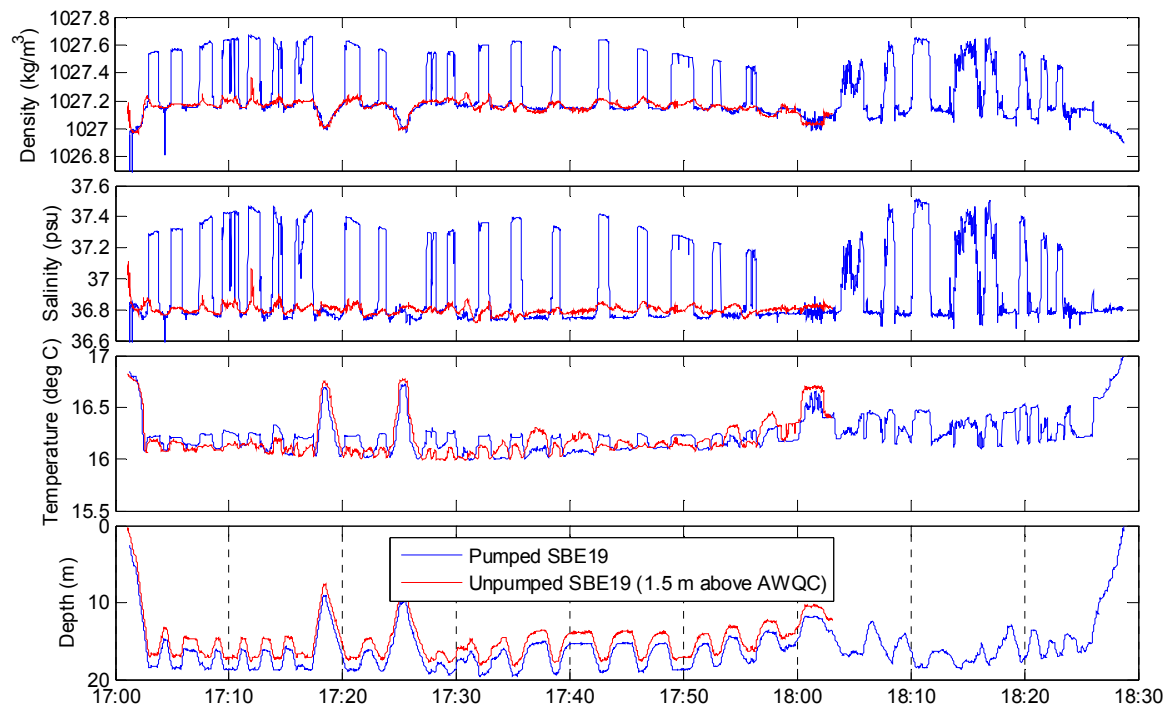 1027.8
1027.6
1027.4
1027.2
1027
1026.8
Density (kg/m³)
37.6
37.4
37.2
37
36.8
36.6
Salinity (psu)
17
16.5
16
15.5
Temperature (deg C)
0
10
20
Depth (m)
Pumped SBE19
Unpumped SBE19 (1.5 m above AWQC)
17:00 17:10 17:20 17:30 17:40 17:50 18:00 18:10 18:20 18:30